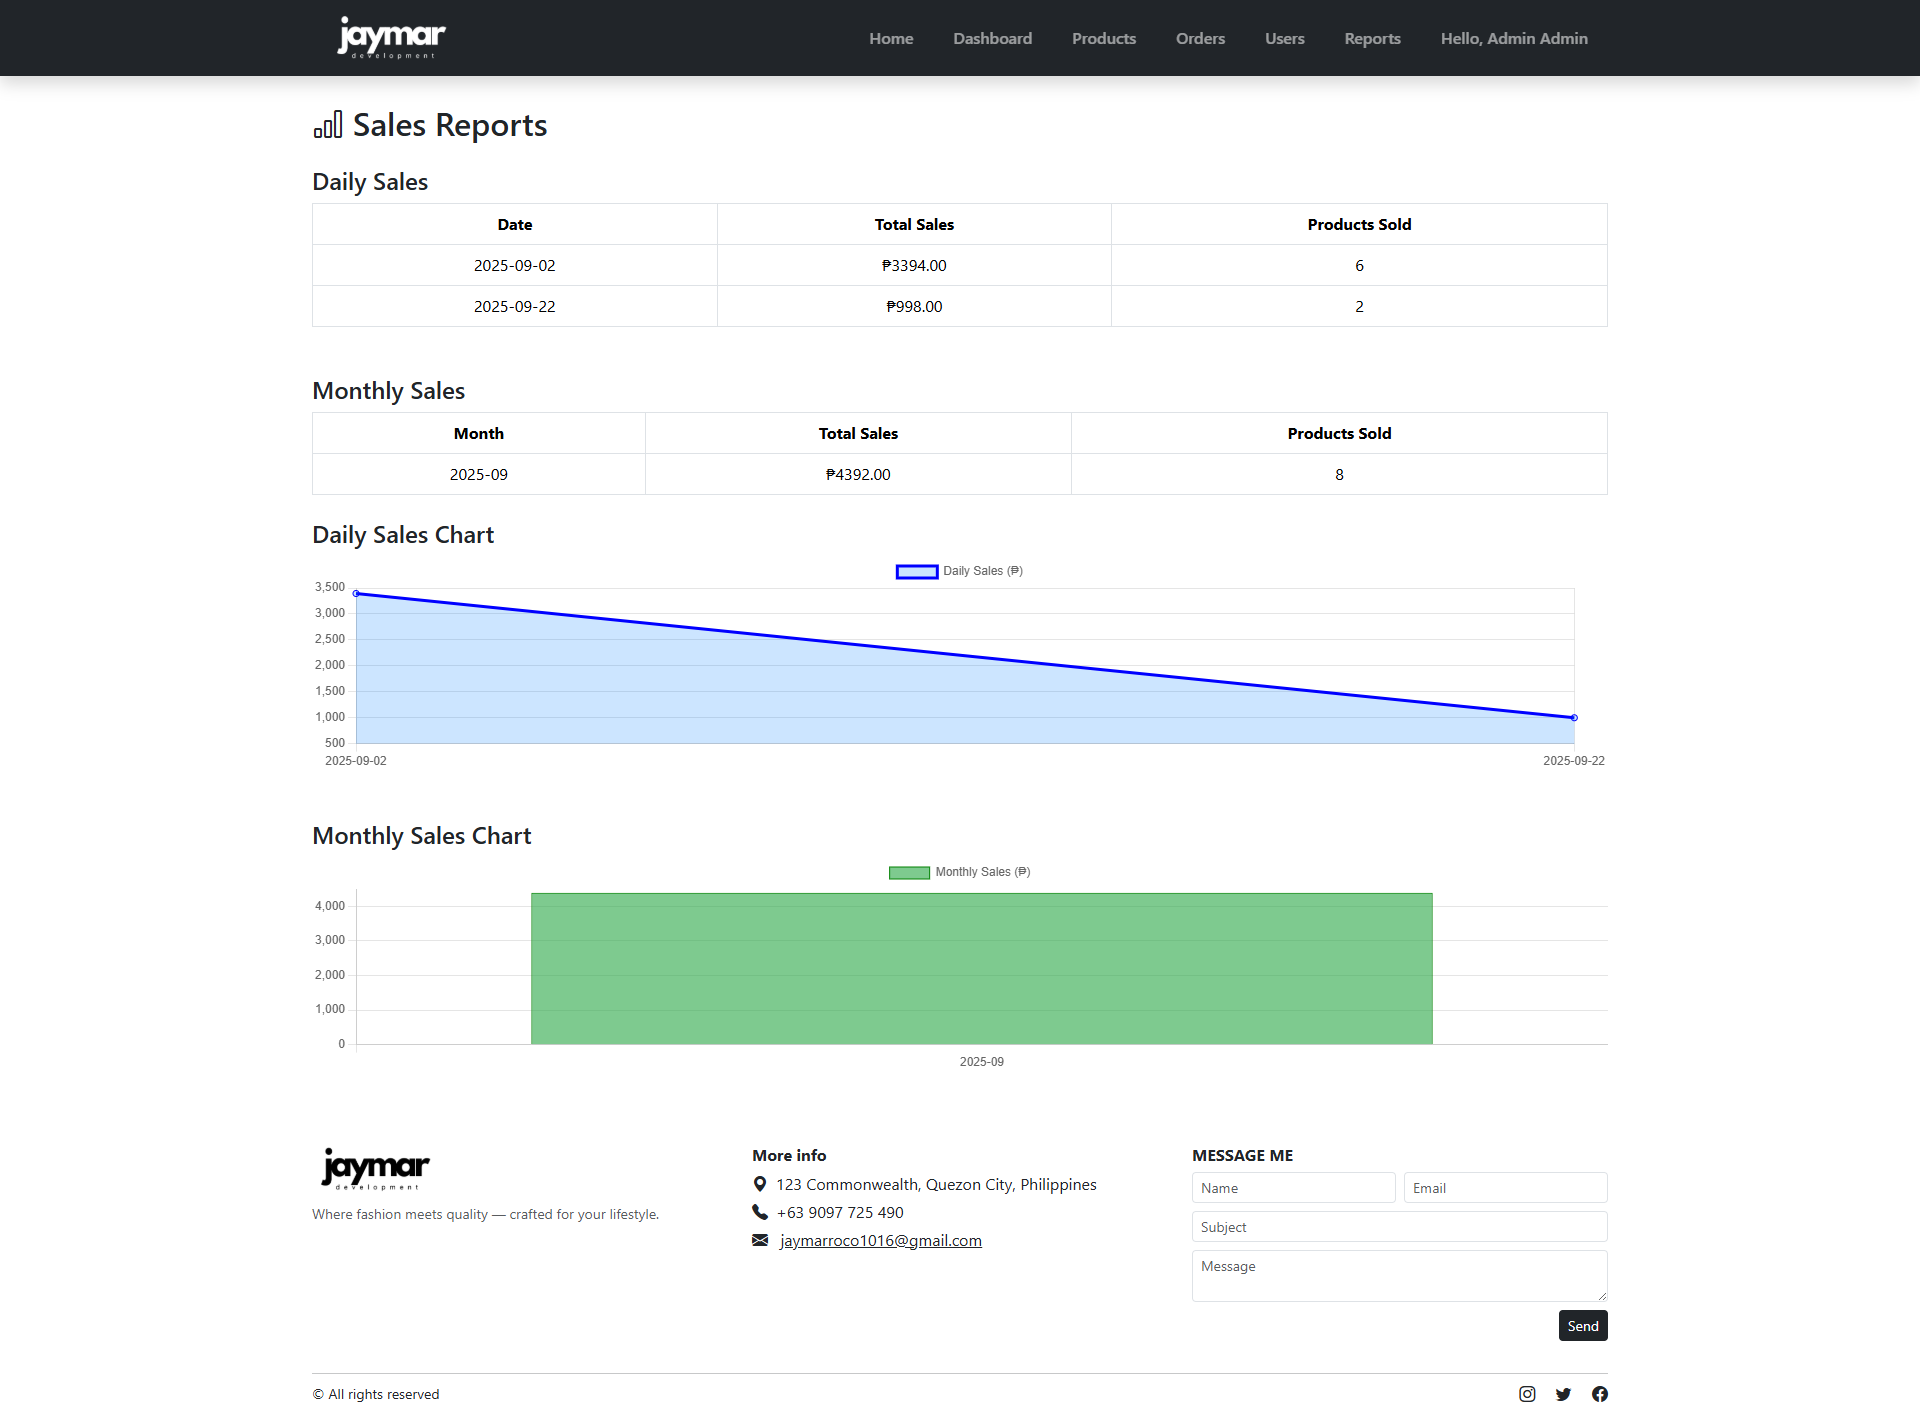 jaymar
development
Home Dashboard Products Orders Users Reports Hello, Admin Admin
Sales Reports
Daily Sales
Date Total Sales Products Sold
2025-09-02 ₱3394.00 6
2025-09-22 ₱998.00 2
Monthly Sales
Month Total Sales Products Sold
2025-09 ₱4392.00 8
Daily Sales Chart
Daily Sales (₱)
3,500
3,000
2,500
2,000
1,500
1,000
500
2025-09-02 2025-09-22
Monthly Sales Chart
Monthly Sales (₱)
4,000
3,000
2,000
1,000
0
2025-09
jaymar
development
Where fashion meets quality — crafted for your lifestyle.
More info
123 Commonwealth, Quezon City, Philippines
+63 9097 725 490
jaymarroco1016@gmail.com
MESSAGE ME
Name Email
Subject
Message
Send
© All rights reserved